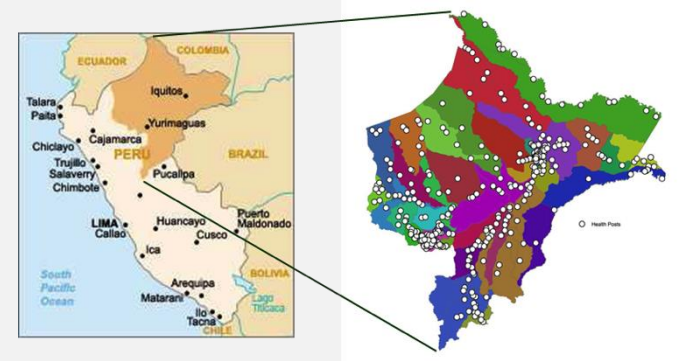 ECUADOR
COLOMBIA
Iquitos
Talara
Paita
Yurimaguas
Chiclayo
Cajamarca
PERU
BRAZIL
Trujillo
Salaverry
Chimbote
Pucallpa
LIMA
Callao
Huancayo
Cusco
Puerto
Maldonado
Ica
South
Pacific
Ocean
Arequipa
Matarani
BOLIVIA
Lago
Titicaca
Ilo
Tacna
CHILE
Health Posts